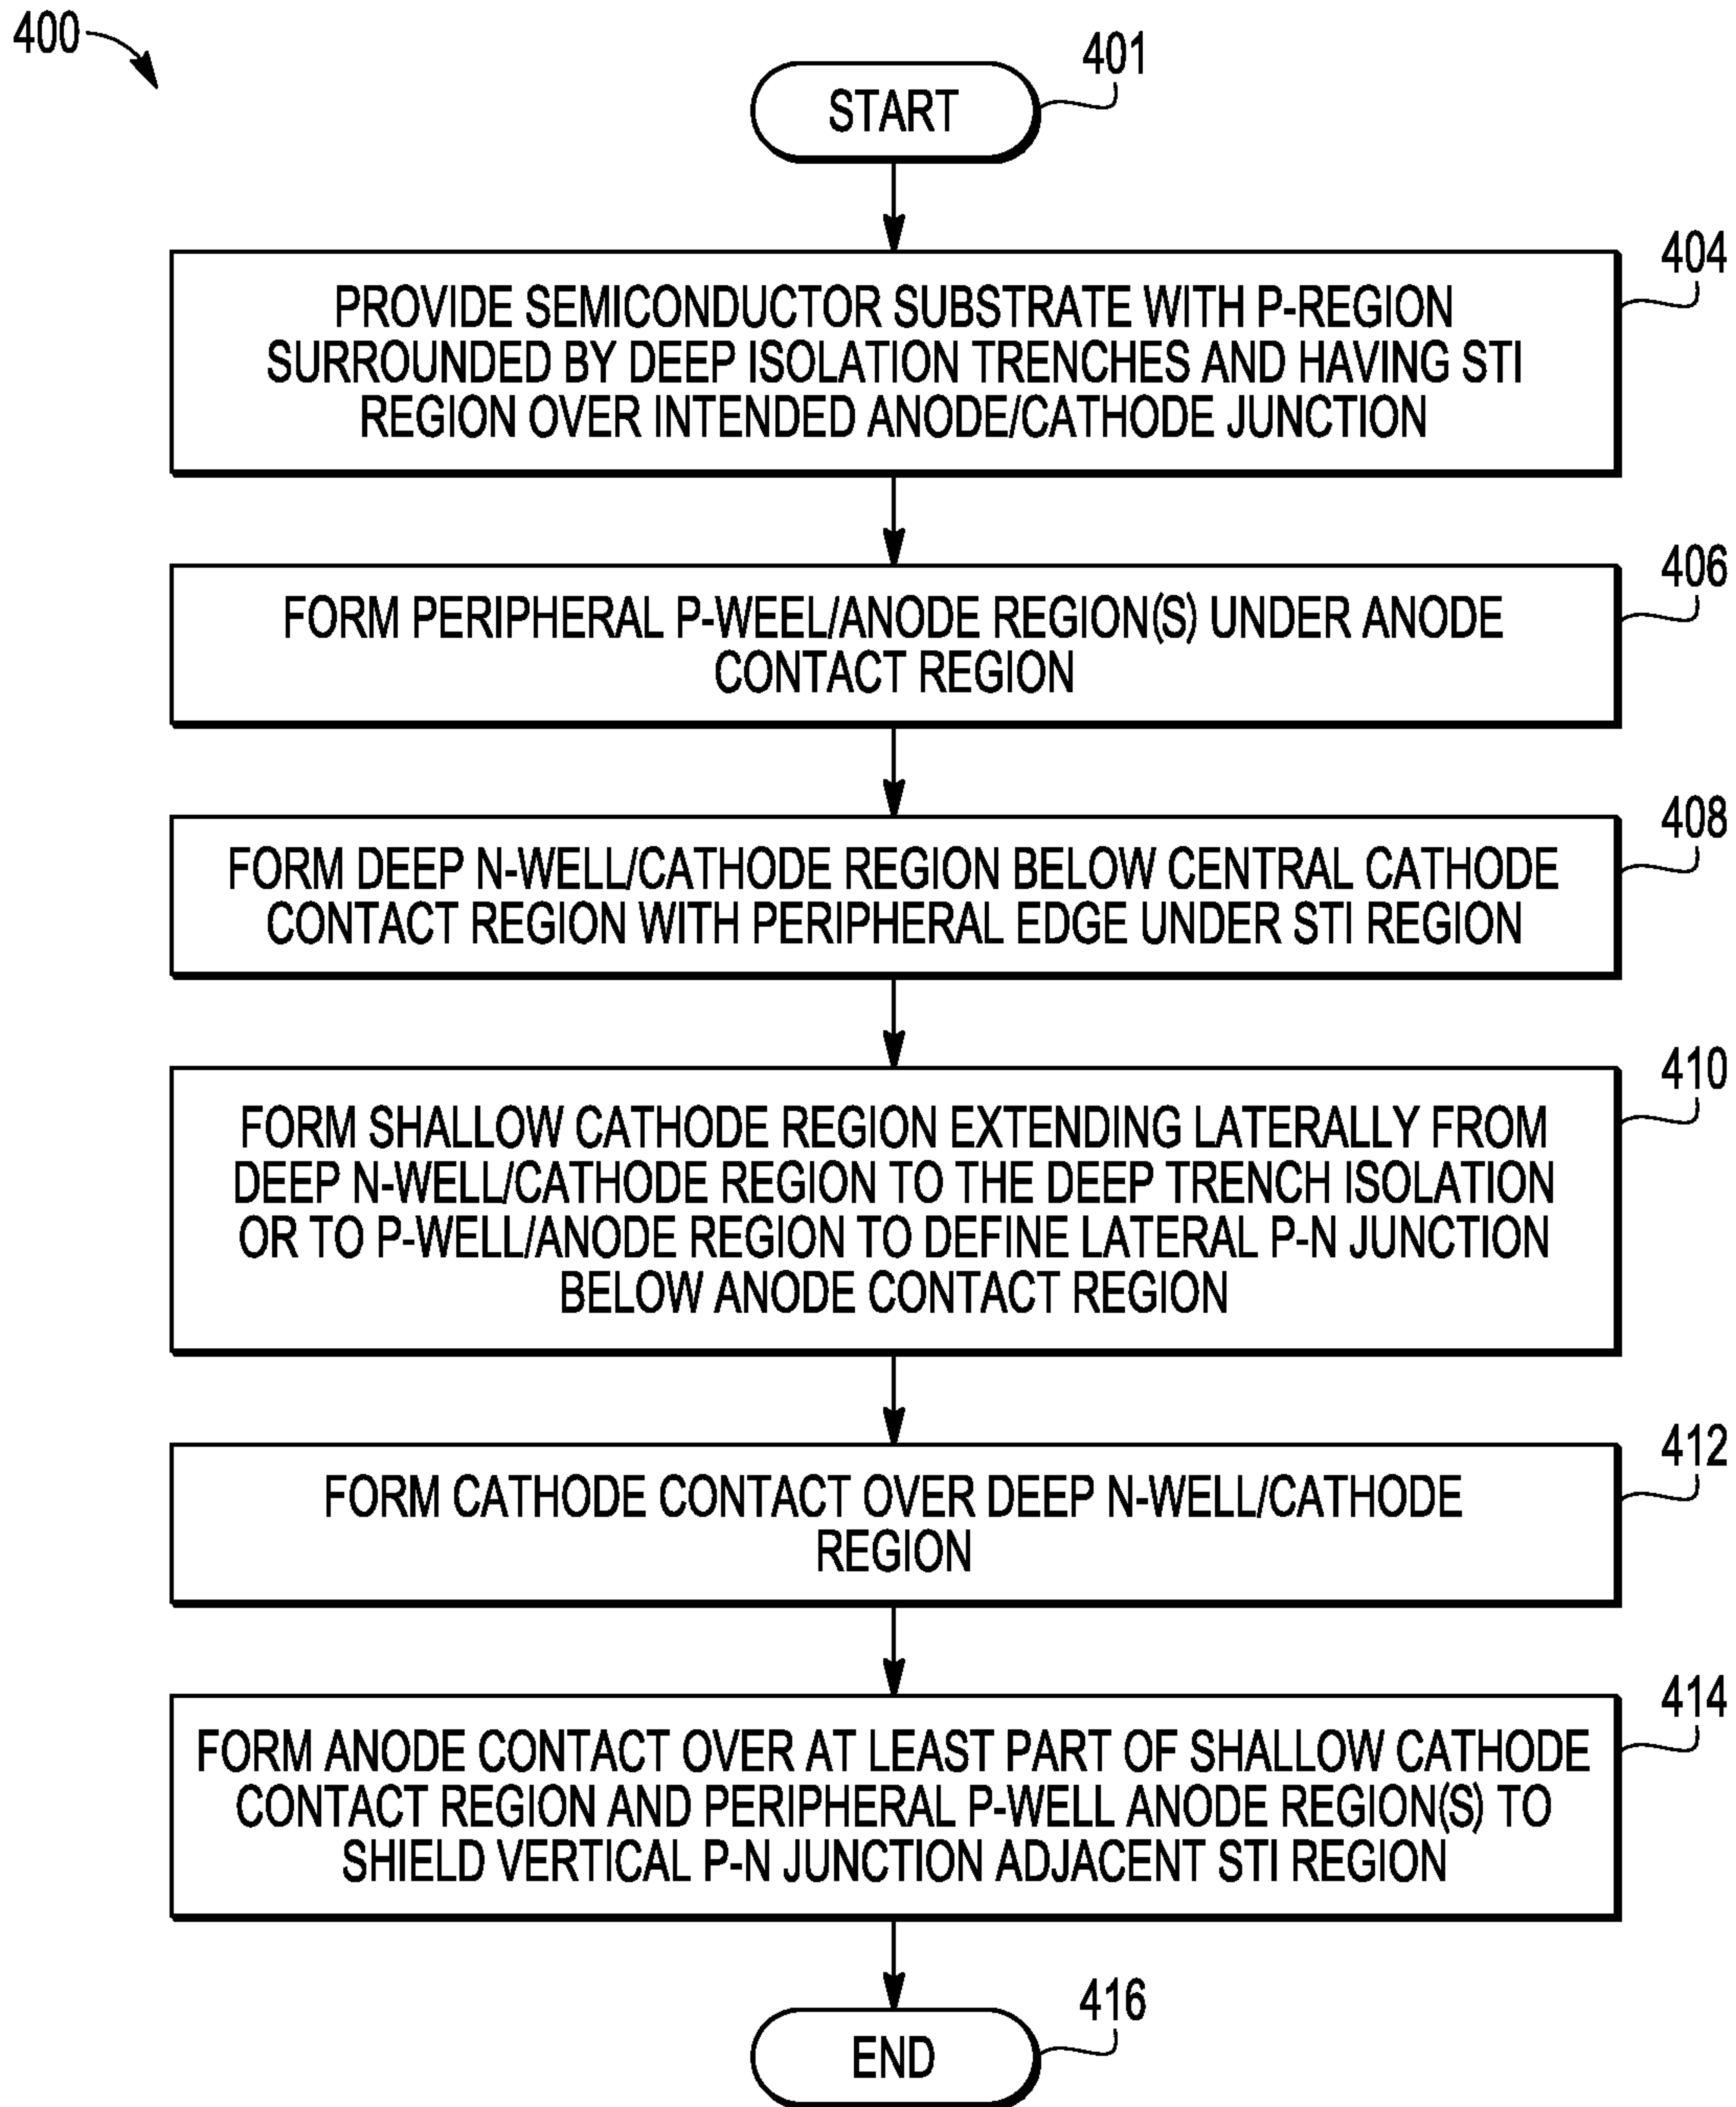 400
401
START
404
PROVIDE SEMICONDUCTOR SUBSTRATE WITH P-REGION
SURROUNDED BY DEEP ISOLATION TRENCHES AND HAVING STI
REGION OVER INTENDED ANODE/CATHODE JUNCTION
406
FORM PERIPHERAL P-WEEL/ANODE REGION(S) UNDER ANODE
CONTACT REGION
408
FORM DEEP N-WELL/CATHODE REGION BELOW CENTRAL CATHODE
CONTACT REGION WITH PERIPHERAL EDGE UNDER STI REGION
410
FORM SHALLOW CATHODE REGION EXTENDING LATERALLY FROM
DEEP N-WELL/CATHODE REGION TO THE DEEP TRENCH ISOLATION
OR TO P-WELL/ANODE REGION TO DEFINE LATERAL P-N JUNCTION
BELOW ANODE CONTACT REGION
412
FORM CATHODE CONTACT OVER DEEP N-WELL/CATHODE
REGION
414
FORM ANODE CONTACT OVER AT LEAST PART OF SHALLOW CATHODE
CONTACT REGION AND PERIPHERAL P-WELL ANODE REGION(S) TO
SHIELD VERTICAL P-N JUNCTION ADJACENT STI REGION
416
END